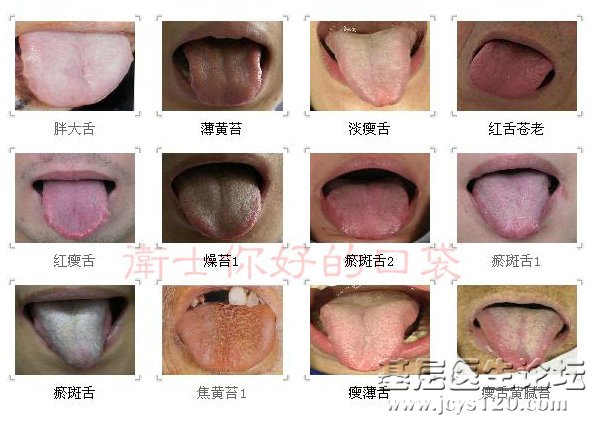 胖大舌
薄黄苔
淡瘦舌
红舌苍老
红瘦舌
燥苔1
瘀斑舌2
瘀斑舌1
衛士你好的口袋
瘀斑舌
焦黄苔1
瘦薄舌
瘦舌黄腻苔
基层医生论坛
www.jcys120.com